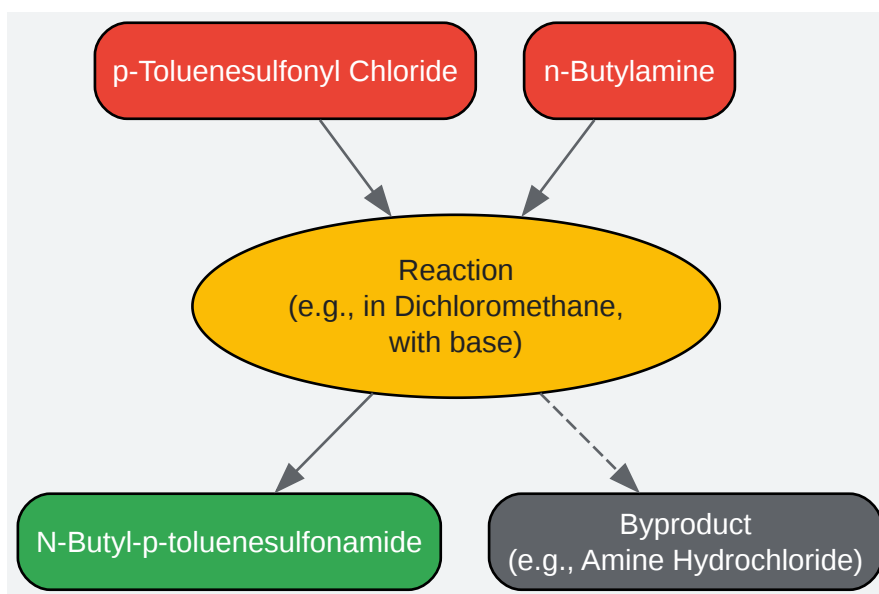 p-Toluenesulfonyl Chloride
n-Butylamine
Reaction
(e.g., in Dichloromethane,
with base)
N-Butyl-p-toluenesulfonamide
Byproduct
(e.g., Amine Hydrochloride)